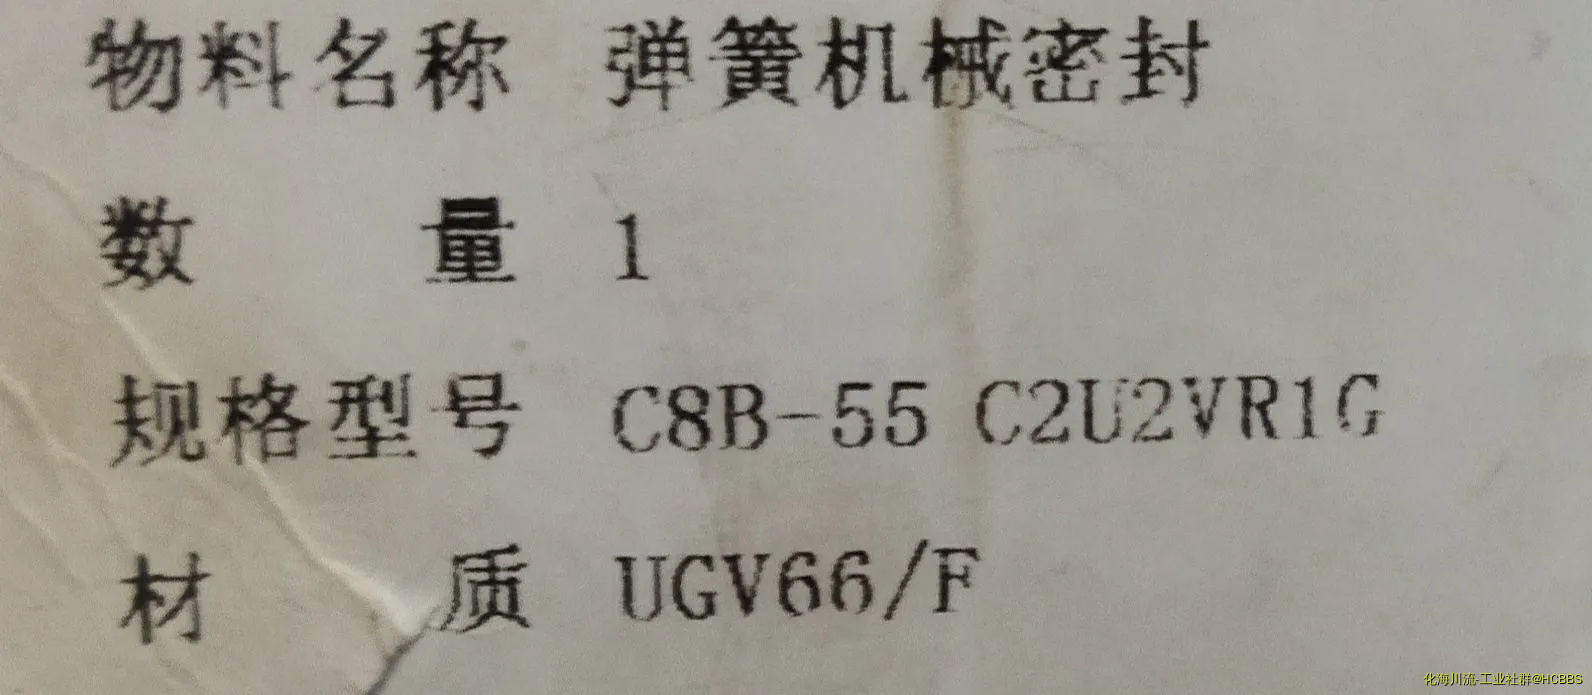 物料名称 弹簧机械密封
数量 1
规格型号 C8B-55 C2U2VR1G
材质 UGV66/F
化海川流-工业社群@HCBBS